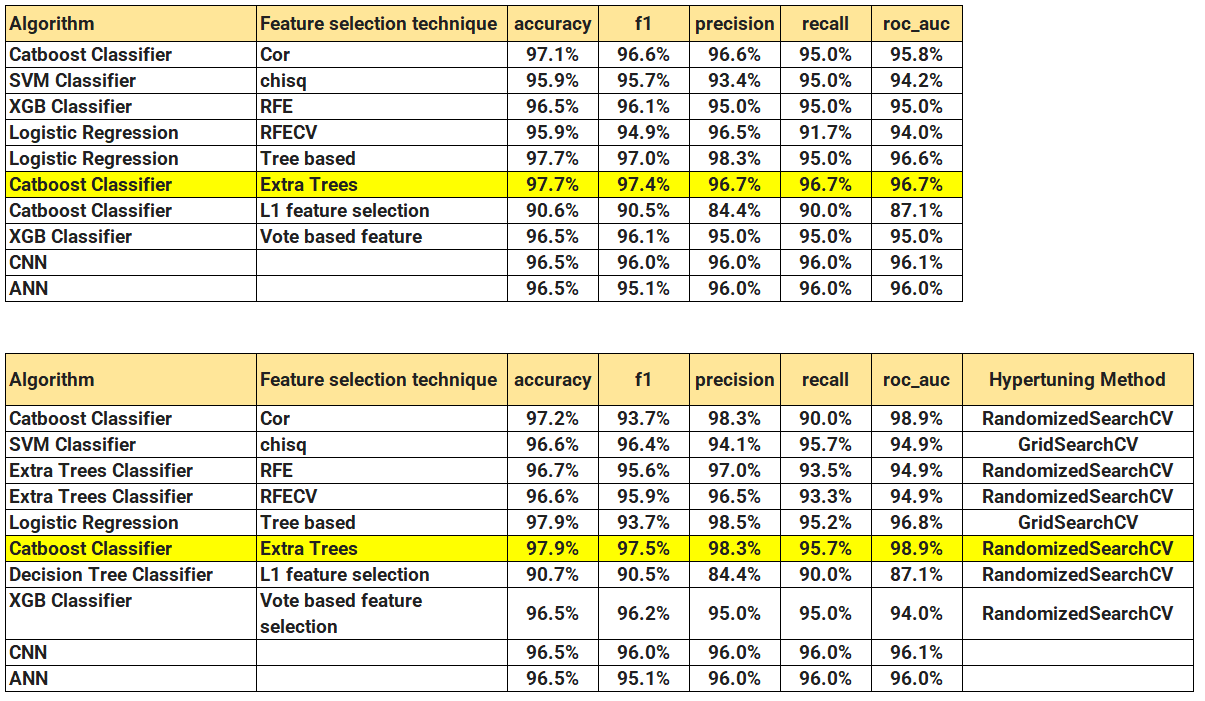 Algorithm Feature selection technique accuracy f1 precision recall roc_auc
Catboost Classifier Cor 97.1% 96.6% 96.6% 95.0% 95.8%
SVM Classifier chisq 95.9% 95.7% 93.4% 95.0% 94.2%
XGB Classifier RFE 96.5% 96.1% 95.0% 95.0% 95.0%
Logistic Regression RFECV 95.9% 94.9% 96.5% 91.7% 94.0%
Logistic Regression Tree based 97.7% 97.0% 98.3% 95.0% 96.6%
Catboost Classifier Extra Trees 97.7% 97.4% 96.7% 96.7% 96.7%
Catboost Classifier L1 feature selection 90.6% 90.5% 84.4% 90.0% 87.1%
XGB Classifier Vote based feature 96.5% 96.1% 95.0% 95.0% 95.0%
CNN 96.5% 96.0% 96.0% 96.0% 96.1%
ANN 96.5% 95.1% 96.0% 96.0% 96.0%
Algorithm Feature selection technique accuracy f1 precision recall roc_auc Hypertuning Method
Catboost Classifier Cor 97.2% 93.7% 98.3% 90.0% 98.9% RandomizedSearchCV
SVM Classifier chisq 96.6% 96.4% 94.1% 95.7% 94.9% GridSearchCV
Extra Trees Classifier RFE 96.7% 95.6% 97.0% 93.5% 94.9% RandomizedSearchCV
Extra Trees Classifier RFECV 96.6% 95.9% 96.5% 93.3% 94.9% RandomizedSearchCV
Logistic Regression Tree based 97.9% 93.7% 98.5% 95.2% 96.8% GridSearchCV
Catboost Classifier Extra Trees 97.9% 97.5% 98.3% 95.7% 98.9% RandomizedSearchCV
Decision Tree Classifier L1 feature selection 90.7% 90.5% 84.4% 90.0% 87.1% RandomizedSearchCV
XGB Classifier Vote based feature
selection 96.5% 96.2% 95.0% 95.0% 94.0% RandomizedSearchCV
CNN 96.5% 96.0% 96.0% 96.0% 96.1%
ANN 96.5% 95.1% 96.0% 96.0% 96.0%